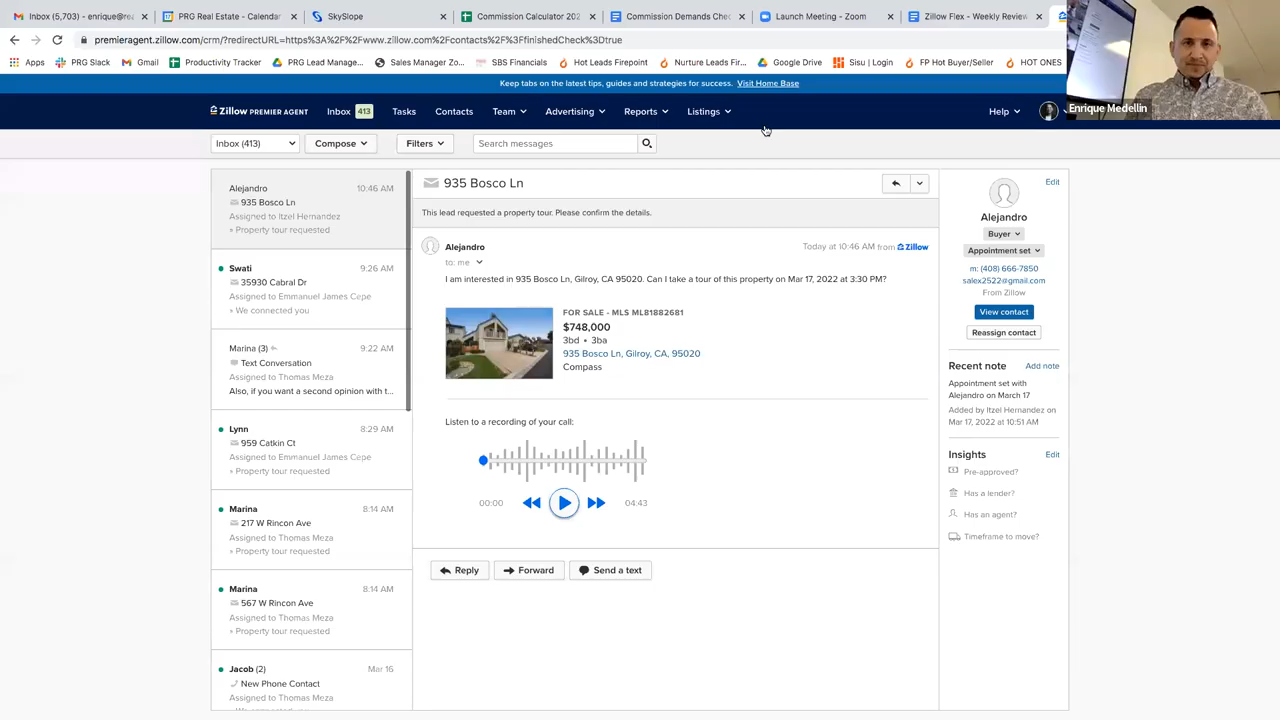 Inbox (5,703) - enrique@rea
PRG Real Estate - Calendar
SkySlope
Commission Calculator 202
Commission Demands Chec
Launch Meeting - Zoom
Zillow Flex - Weekly Review
premieragent.zillow.com/crm/?redirectURL=https%3A%2F%2Fwww.zillow.com%2Fcontacts%2F%3FfinishedCheck%3Dtrue
Apps
PRG Slack
Gmail
Productivity Tracker
PRG Lead Manage...
Sales Manager Zo...
SBS Financials
Hot Leads Firepoint
Nurture Leads Fir...
Google Drive
Sisu | Login
FP Hot Buyer/Seller
HOT ONES
Enrique Medellin
Keep tabs on the latest tips, guides and strategies for success. Visit Home Base
Zillow PREMIER AGENT
Inbox 413
Tasks
Contacts
Team
Advertising
Reports
Listings
Help
Inbox (413)
Compose
Filters
Search messages
Alejandro 10:46 AM
935 Bosco Ln
Assigned to Itzel Hernandez
» Property tour requested
Swati 9:26 AM
35930 Cabral Dr
Assigned to Emmanuel James Cepe
» We connected you
Marina (3) 9:22 AM
Text Conversation
Assigned to Thomas Meza
Also, if you want a second opinion with t...
Lynn 8:29 AM
959 Catkin Ct
Assigned to Emmanuel James Cepe
» Property tour requested
Marina 8:14 AM
217 W Rincon Ave
Assigned to Thomas Meza
» Property tour requested
Marina 8:14 AM
567 W Rincon Ave
Assigned to Thomas Meza
» Property tour requested
Jacob (2) Mar 16
New Phone Contact
Assigned to Thomas Meza
935 Bosco Ln
This lead requested a property tour. Please confirm the details.
Alejandro
Today at 10:46 AM from Zillow
to: me
I am interested in 935 Bosco Ln, Gilroy, CA 95020. Can I take a tour of this property on Mar 17, 2022 at 3:30 PM?
FOR SALE - MLS ML81882681
$748,000
3bd • 3ba
935 Bosco Ln, Gilroy, CA, 95020
Compass
Listen to a recording of your call:
00:00
04:43
Reply
Forward
Send a text
Edit
Alejandro
Buyer
Appointment set
m: (408) 666-7850
salex2522@gmail.com
From Zillow
View contact
Reassign contact
Recent note Add note
Appointment set with
Alejandro on March 17
Added by Itzel Hernandez on
Mar 17, 2022 at 10:51 AM
Insights Edit
Pre-approved?
Has a lender?
Has an agent?
Timeframe to move?